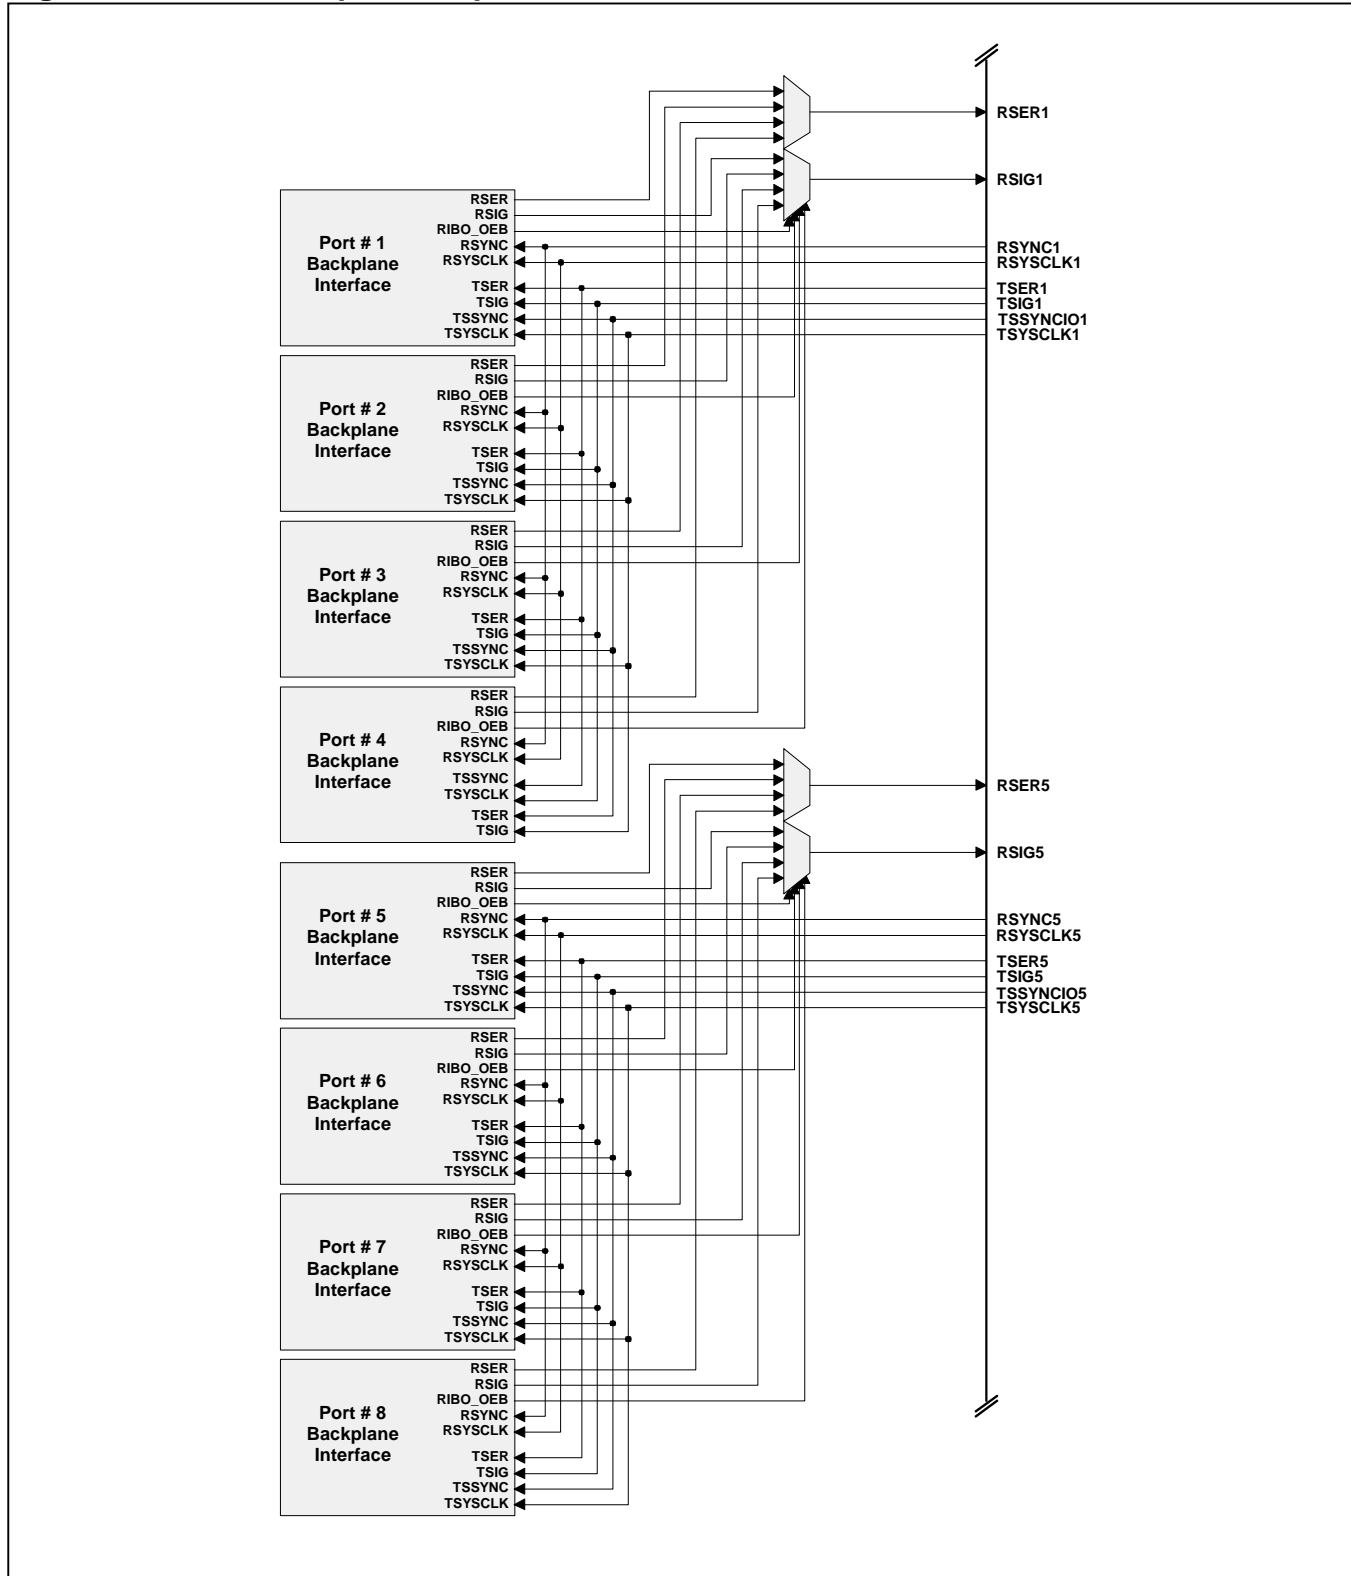 RSER1
RSIG1
RSYNC1
RSYSCLK1
TSER1
TSIG1
TSSYNCIO1
TSYSCLK1
Port # 1
Backplane
Interface
RSER
RSIG
RIBO_OEB
RSYNC
RSYSCLK
TSER
TSIG
TSSYNC
TSYSCLK
Port # 2
Backplane
Interface
RSER
RSIG
RIBO_OEB
RSYNC
RSYSCLK
TSER
TSIG
TSSYNC
TSYSCLK
Port # 3
Backplane
Interface
RSER
RSIG
RIBO_OEB
RSYNC
RSYSCLK
TSER
TSIG
TSSYNC
TSYSCLK
Port # 4
Backplane
Interface
RSER
RSIG
RIBO_OEB
RSYNC
RSYSCLK
TSSYNC
TSYSCLK
TSER
TSIG
RSER5
RSIG5
RSYNC5
RSYSCLK5
TSER5
TSIG5
TSSYNCIO5
TSYSCLK5
Port # 5
Backplane
Interface
RSER
RSIG
RIBO_OEB
RSYNC
RSYSCLK
TSER
TSIG
TSSYNC
TSYSCLK
Port # 6
Backplane
Interface
RSER
RSIG
RIBO_OEB
RSYNC
RSYSCLK
TSER
TSIG
TSSYNC
TSYSCLK
Port # 7
Backplane
Interface
RSER
RSIG
RIBO_OEB
RSYNC
RSYSCLK
TSER
TSIG
TSSYNC
TSYSCLK
Port # 8
Backplane
Interface
RSER
RSIG
RIBO_OEB
RSYNC
RSYSCLK
TSER
TSIG
TSSYNC
TSYSCLK